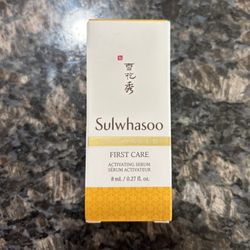 雪花秀
Sulwhasoo
FIRST CARE
ACTIVATING SERUM
SÉRUM ACTIVATEUR
8 mL / 0.27 fl. oz.